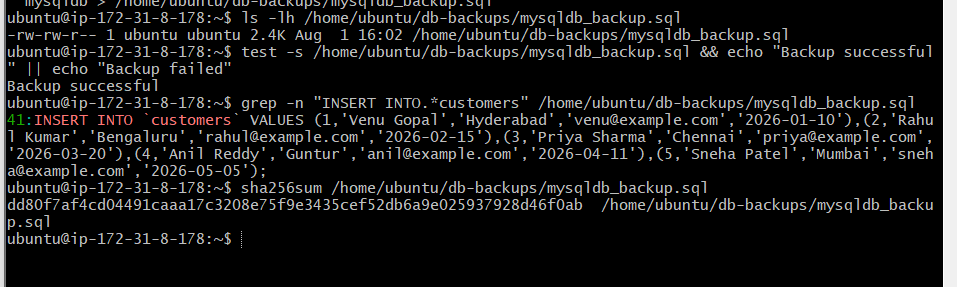 mysqldb > /home/ubuntu/db-backups/mysqldb_backup.sql
ubuntu@ip-172-31-8-178:~$ ls -lh /home/ubuntu/db-backups/mysqldb_backup.sql
-rw-rw-r-- 1 ubuntu ubuntu 2.4K Aug  1 16:02 /home/ubuntu/db-backups/mysqldb_backup.sql
ubuntu@ip-172-31-8-178:~$ test -s /home/ubuntu/db-backups/mysqldb_backup.sql && echo "Backup successful
" || echo "Backup failed"
Backup successful
ubuntu@ip-172-31-8-178:~$ grep -n "INSERT INTO.*customers" /home/ubuntu/db-backups/mysqldb_backup.sql
41:INSERT INTO `customers` VALUES (1,'Venu Gopal','Hyderabad','venu@example.com','2026-01-10'),(2,'Rahu
l Kumar','Bengaluru','rahul@example.com','2026-02-15'),(3,'Priya Sharma','Chennai','priya@example.com',
'2026-03-20'),(4,'Anil Reddy','Guntur','anil@example.com','2026-04-11'),(5,'Sneha Patel','Mumbai','sneh
a@example.com','2026-05-05');
ubuntu@ip-172-31-8-178:~$ sha256sum /home/ubuntu/db-backups/mysqldb_backup.sql
dd80f7af4cd04491caaa17c3208e75f9e3435cef52db6a9e025937928d46f0ab  /home/ubuntu/db-backups/mysqldb_backu
p.sql
ubuntu@ip-172-31-8-178:~$